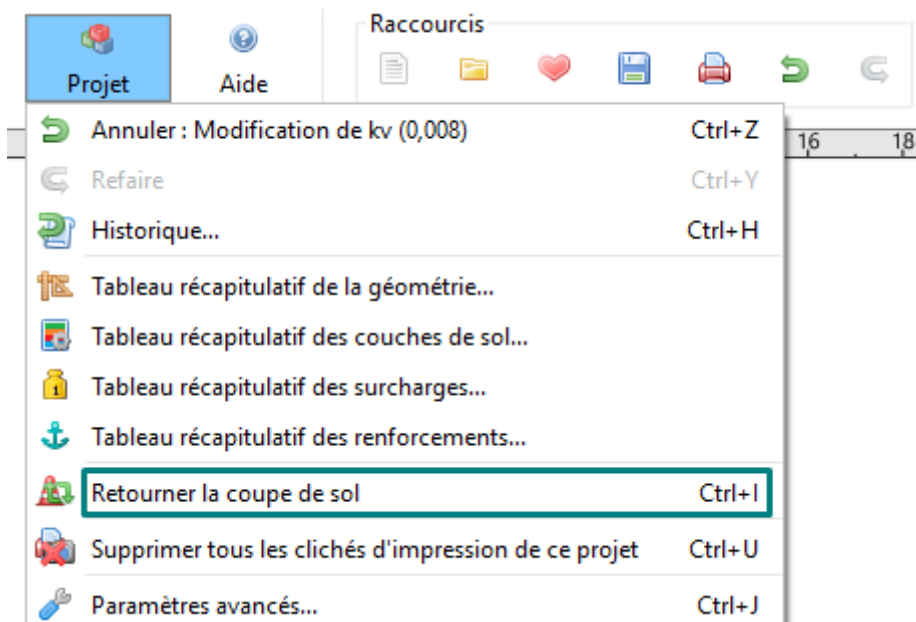 Projet
Aide
Raccourcis
Annuler : Modification de kv (0,008) Ctrl+Z
Refaire Ctrl+Y
Historique... Ctrl+H
Tableau récapitulatif de la géométrie...
Tableau récapitulatif des couches de sol...
Tableau récapitulatif des surcharges...
Tableau récapitulatif des renforcements...
Retourner la coupe de sol Ctrl+I
Supprimer tous les clichés d'impression de ce projet Ctrl+U
Paramètres avancés... Ctrl+J
16 18